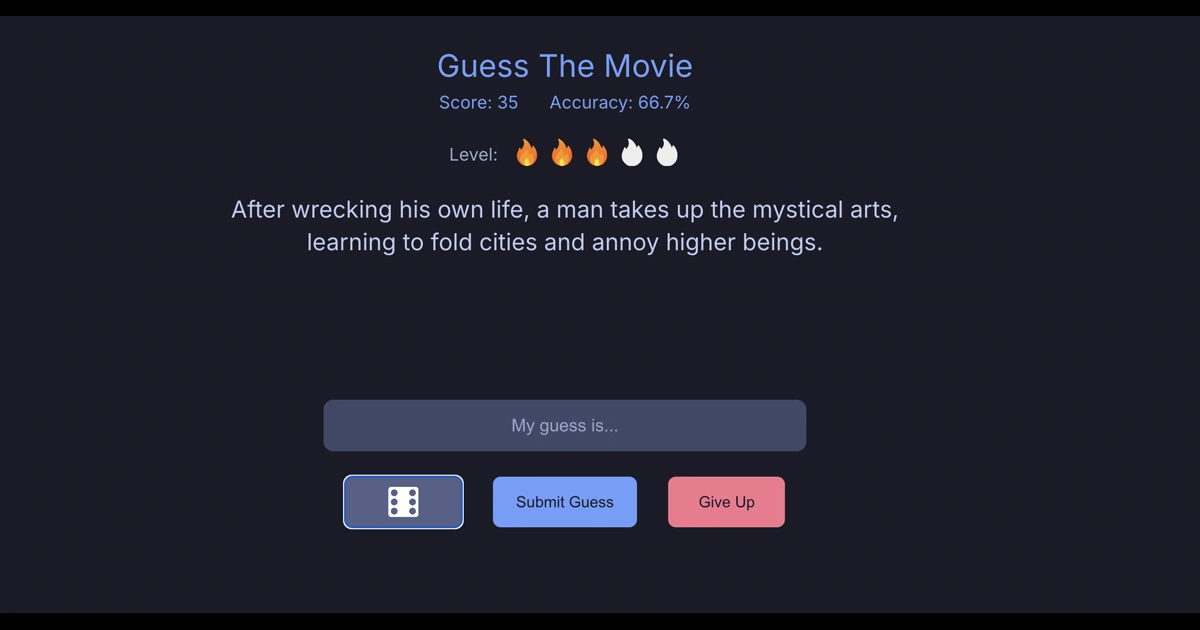 Guess The Movie
Score: 35 Accuracy: 66.7%
Level:
After wrecking his own life, a man takes up the mystical arts,
learning to fold cities and annoy higher beings.
My guess is...
Submit Guess
Give Up